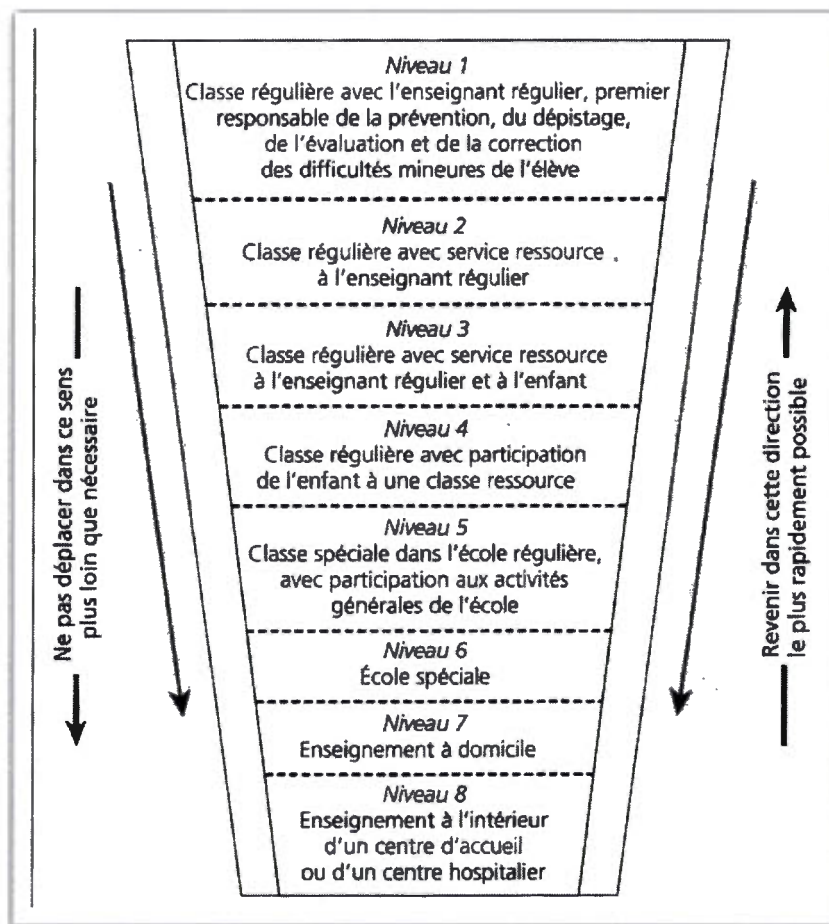 Niveau 1
Classe régulière avec l'enseignant régulier, premier
responsable de la prévention, du dépistage,
de l'évaluation et de la correction
des difficultés mineures de l'élève
Niveau 2
Classe régulière avec service ressource
à l'enseignant régulier
Niveau 3
Classe régulière avec service ressource
à l'enseignant régulier et à l'enfant
Niveau 4
Classe régulière avec participation
de l'enfant à une classe ressource
Niveau 5
Classe spéciale dans l'école régulière,
avec participation aux activités
générales de l'école
Niveau 6
École spéciale
Niveau 7
Enseignement à domicile
Niveau 8
Enseignement à l'intérieur
d'un centre d'accueil
ou d'un centre hospitalier
Ne pas déplacer dans ce sens
plus loin que nécessaire
Revenir dans cette direction
le plus rapidement possible